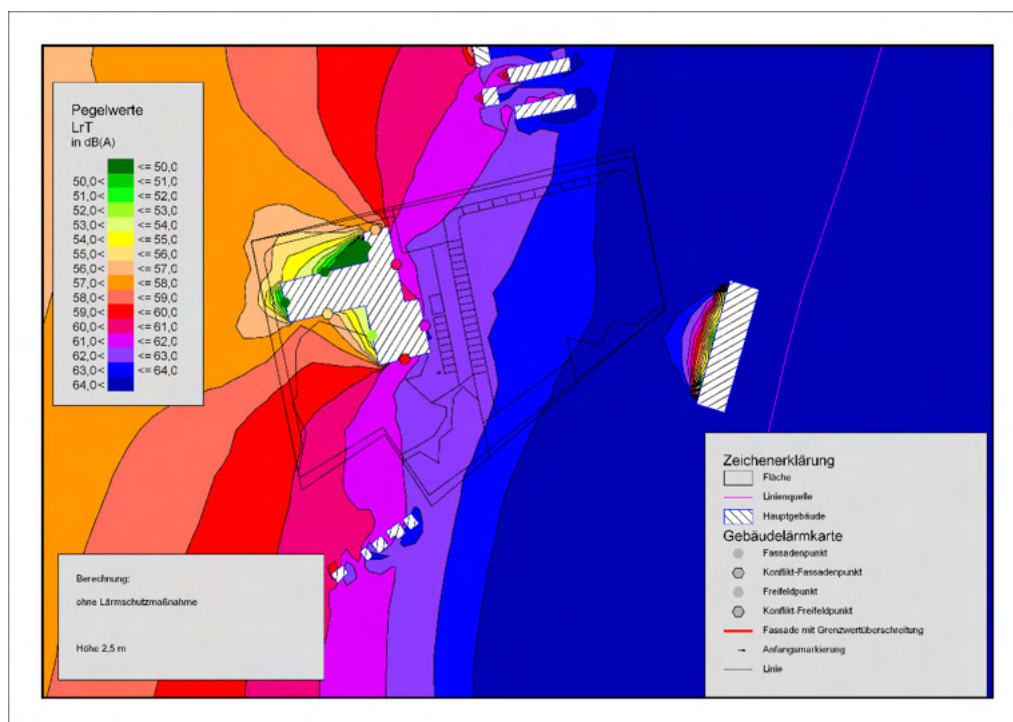 Pegelwerte
LrT
in dB(A)
<= 50,0
50,0< <= 51,0
51,0< <= 52,0
52,0< <= 53,0
53,0< <= 54,0
54,0< <= 55,0
55,0< <= 56,0
56,0< <= 57,0
57,0< <= 58,0
58,0< <= 59,0
59,0< <= 60,0
60,0< <= 61,0
61,0< <= 62,0
62,0< <= 63,0
63,0< <= 64,0
64,0<
Zeichenerklärung
Fläche
Linienquelle
Hauptgebäude
Gebäudelärmkarte
Fassadenpunkt
Konflikt-Fassadenpunkt
Freifeldpunkt
Konflikt-Freifeldpunkt
Fassade mit Grenzwertüberschreitung
Anfangsmarkierung
Linie
Berechnung:
ohne Lärmschutzmaßnahme
Höhe 2,5 m